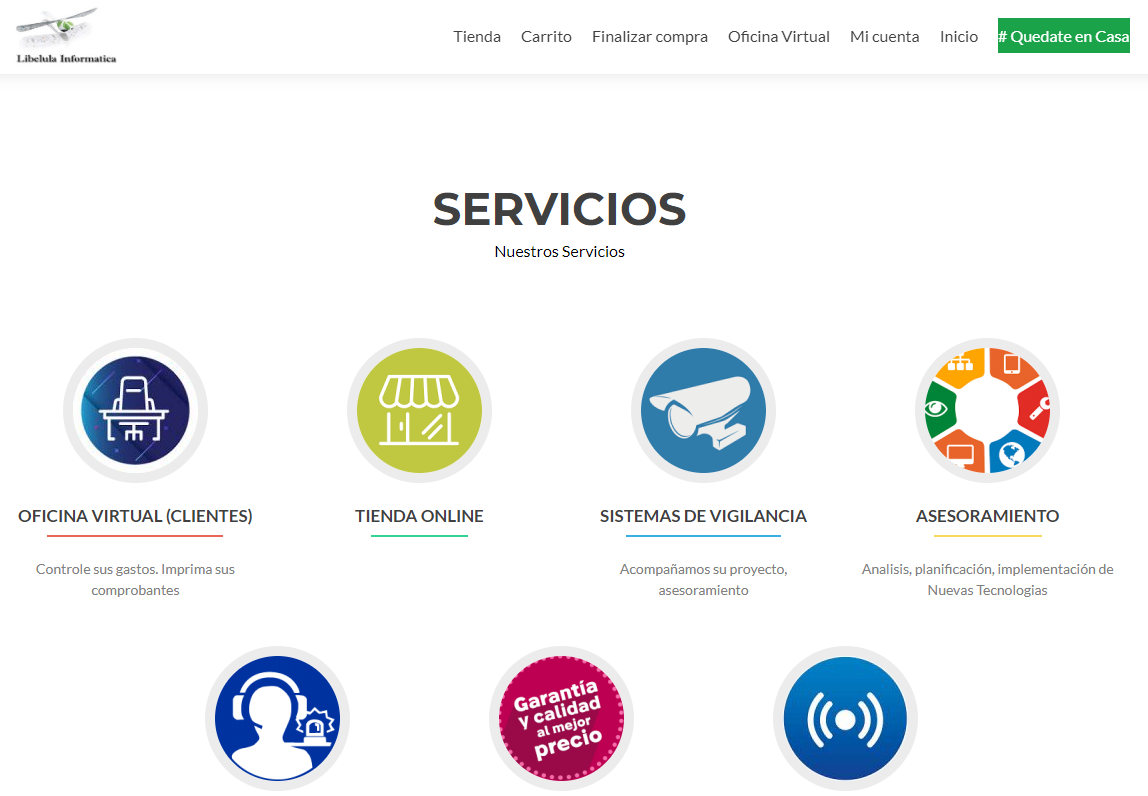 Libelula Informatica
Tienda Carrito Finalizar compra Oficina Virtual Mi cuenta Inicio # Quedate en Casa
SERVICIOS
Nuestros Servicios
OFICINA VIRTUAL (CLIENTES)
Controle sus gastos. Imprima sus
comprobantes
TIENDA ONLINE
SISTEMAS DE VIGILANCIA
Acompañamos su proyecto,
asesoramiento
ASESORAMIENTO
Analisis, planificación, implementación de
Nuevas Tecnologias
Garantía
y calidad
al mejor
precio